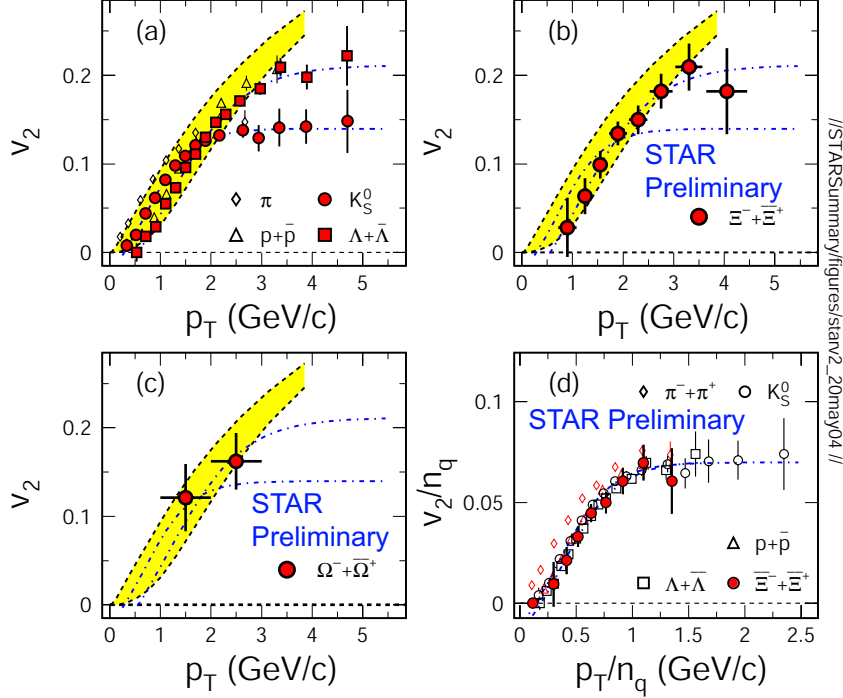 (a)
0.2
0.1
0
v₂
π
K⁰S
p+p̄
Λ+Λ̄
0 1 2 3 4 5
pT (GeV/c)
(b)
0.2
0.1
0
v₂
STAR
Preliminary
Ξ⁻+Ξ̄⁺
0 1 2 3 4 5
pT (GeV/c)
(c)
0.2
0.1
0
v₂
STAR
Preliminary
Ω⁻+Ω̄⁺
0 1 2 3 4 5
pT (GeV/c)
(d)
π⁻+π⁺
K⁰S
STAR Preliminary
0.1
0.05
0
v₂/nq
p+p̄
Λ+Λ̄
Ξ̄⁻+Ξ̄⁺
0 0.5 1 1.5 2 2.5
pT/nq (GeV/c)
//STARSummary/figures/starv2_20may04 //